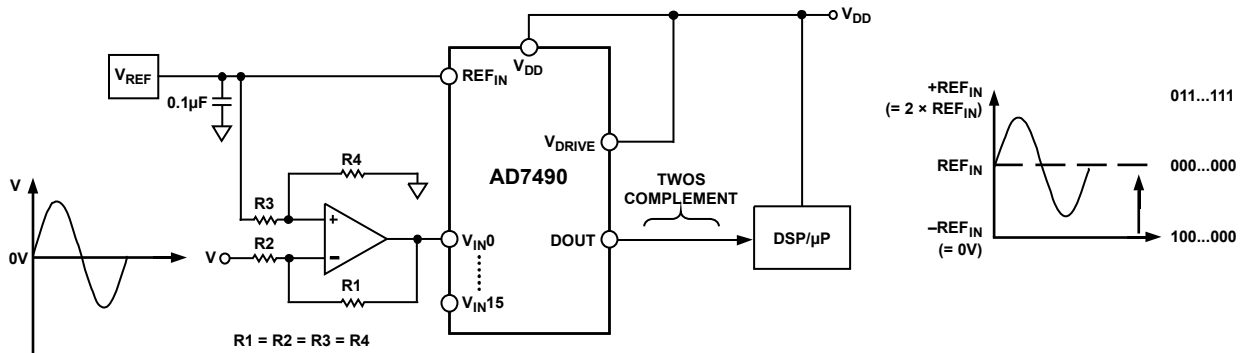 V_DD
V_REF
REF_IN
V_DD
0.1µF
+REF_IN
(= 2 × REF_IN)
011...111
V_DRIVE
R4
V
AD7490
TWOS
COMPLEMENT
REF_IN
000...000
R3
+
R2
V_IN0
DOUT
DSP/µP
–REF_IN
(= 0V)
100...000
0V
V
–
R1
V_IN15
R1 = R2 = R3 = R4